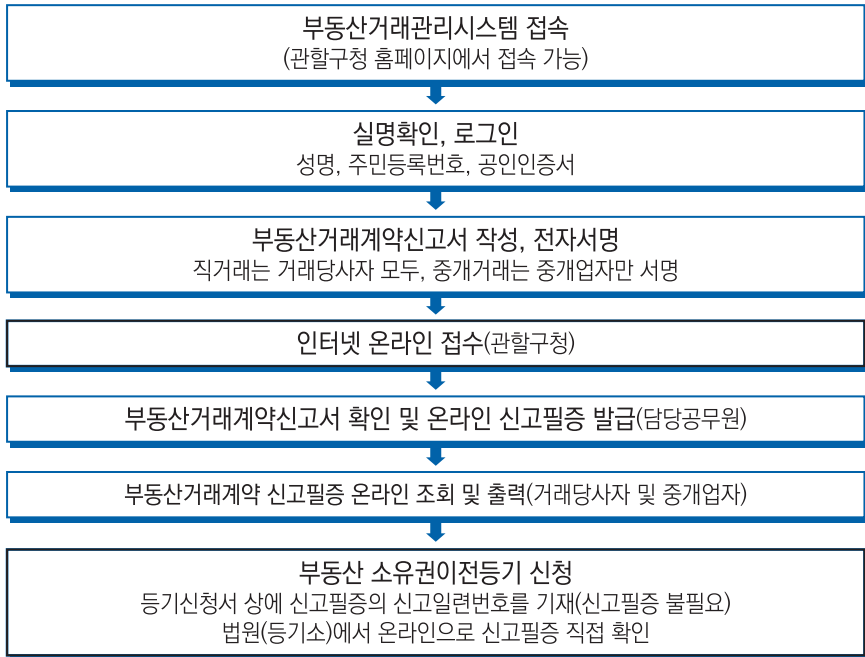 부동산거래관리시스템 접속
(관할구청 홈페이지에서 접속 가능)
실명확인, 로그인
성명, 주민등록번호, 공인인증서
부동산거래계약신고서 작성, 전자서명
직거래는 거래당사자 모두, 중개거래는 중개업자만 서명
인터넷 온라인 접수(관할구청)
부동산거래계약신고서 확인 및 온라인 신고필증 발급(담당공무원)
부동산거래계약 신고필증 온라인 조회 및 출력(거래당사자 및 중개업자)
부동산 소유권이전등기 신청
등기신청서 상에 신고필증의 신고일련번호를 기재(신고필증 불필요)
법원(등기소)에서 온라인으로 신고필증 직접 확인